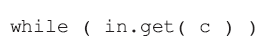 while ( in.get( c ) )